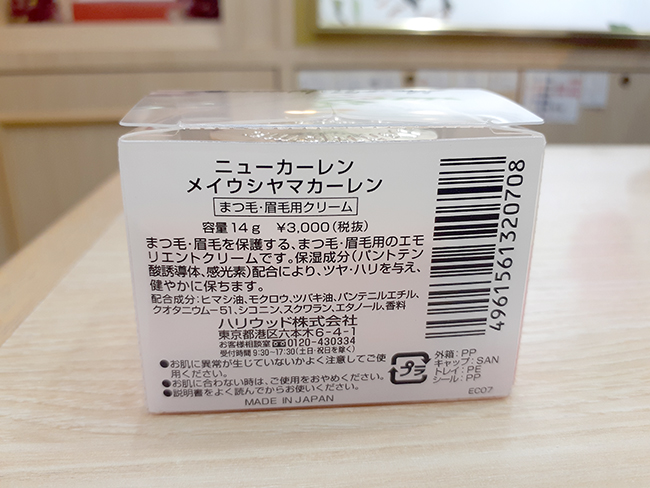 ニューカーレン
メイウシヤマカーレン
まつ毛・眉毛用クリーム
容量14g ¥3,000(税抜)
まつ毛・眉毛を保護する、まつ毛・眉毛用のエモ
リエントクリームです。保湿成分(パントテン
酸誘導体、感光素)配合により、ツヤ・ハリを与え、
健やかに保ちます。
配合成分:ヒマシ油、モクロウ、ツバキ油、パンテニルエチル、
クオタニウムー51、シコニン、スクワラン、エタノール、香料
ハリウッド株式会社
東京都港区六本木6-4-1
お客様相談室 0120-430334
受付時間9:30~17:30(土日・祝日を除く)
●お肌に異常が生じていないかよく注意してご使
用ください。
●お肌に合わない時は、ご使用をおやめください。
●説明書をよく読んでからお使いください。
MADE IN JAPAN
4961561320708
プラ
外箱:PP
キャップ:SAN
トレイ:PE
シール:PP
EC07